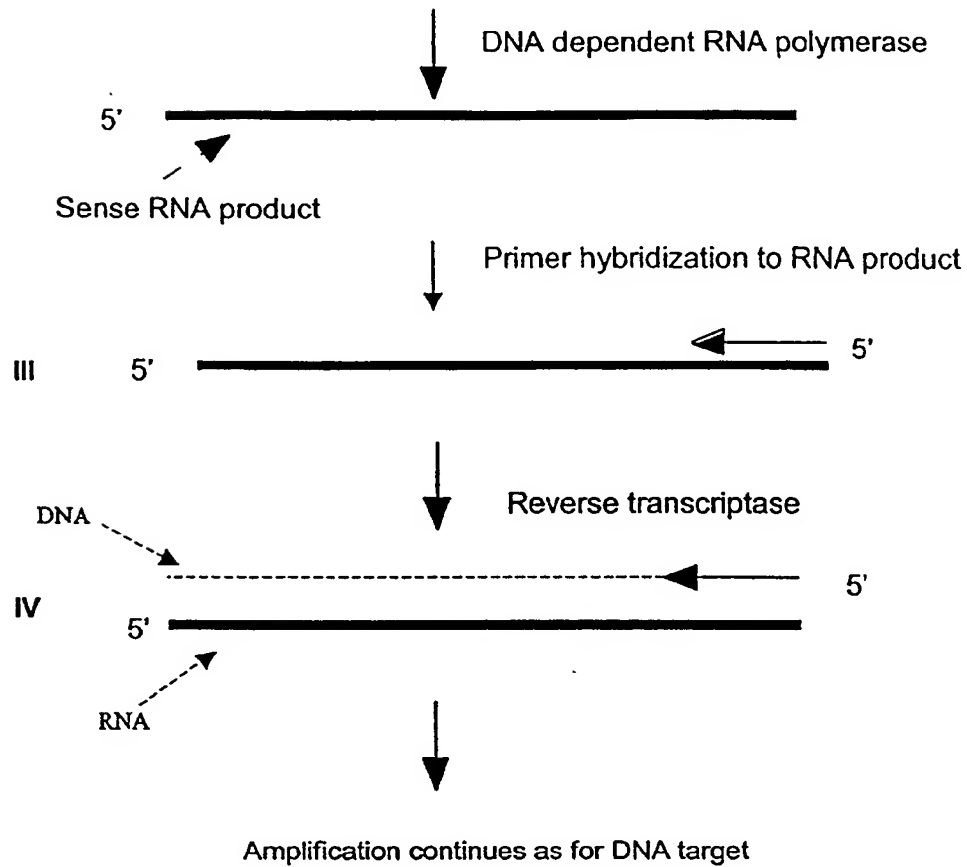 DNA dependent RNA polymerase
5'
Sense RNA product
Primer hybridization to RNA product
5'
III
5'
Reverse transcriptase
DNA
5'
IV
5'
RNA
Amplification continues as for DNA target